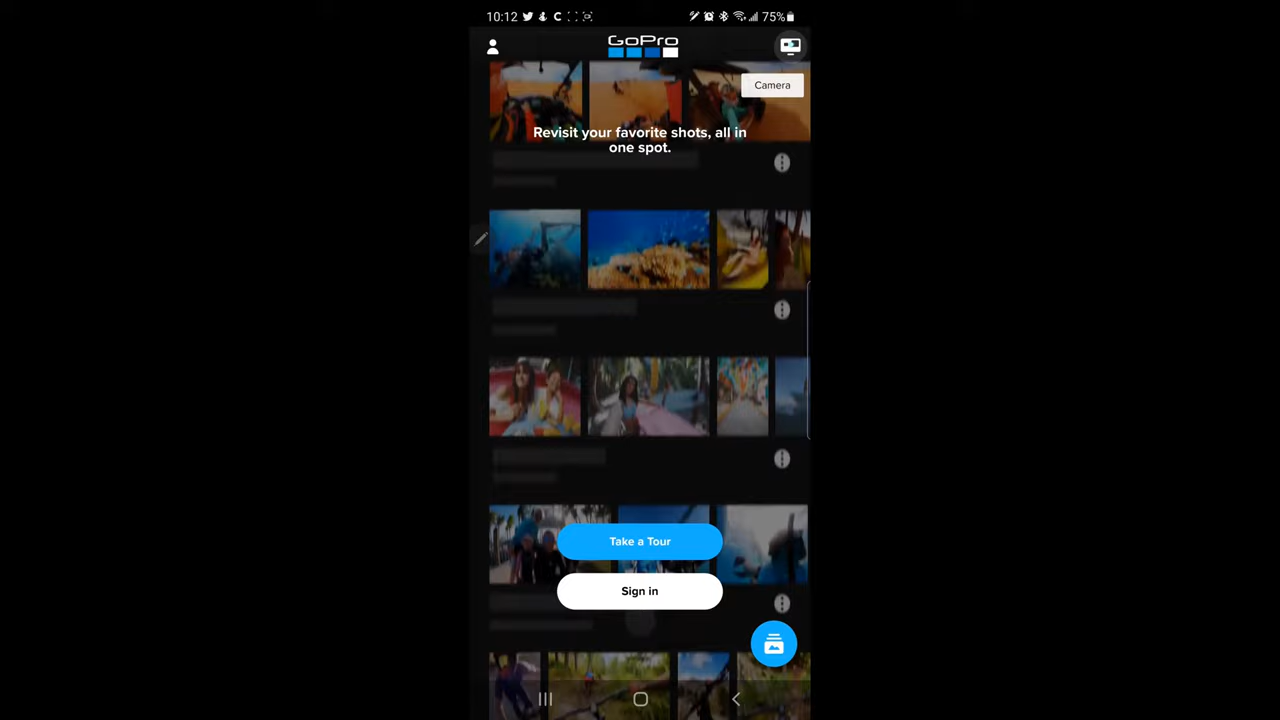 10:12
75%
GoPro
Camera
Revisit your favorite shots, all in
one spot.
Take a Tour
Sign in